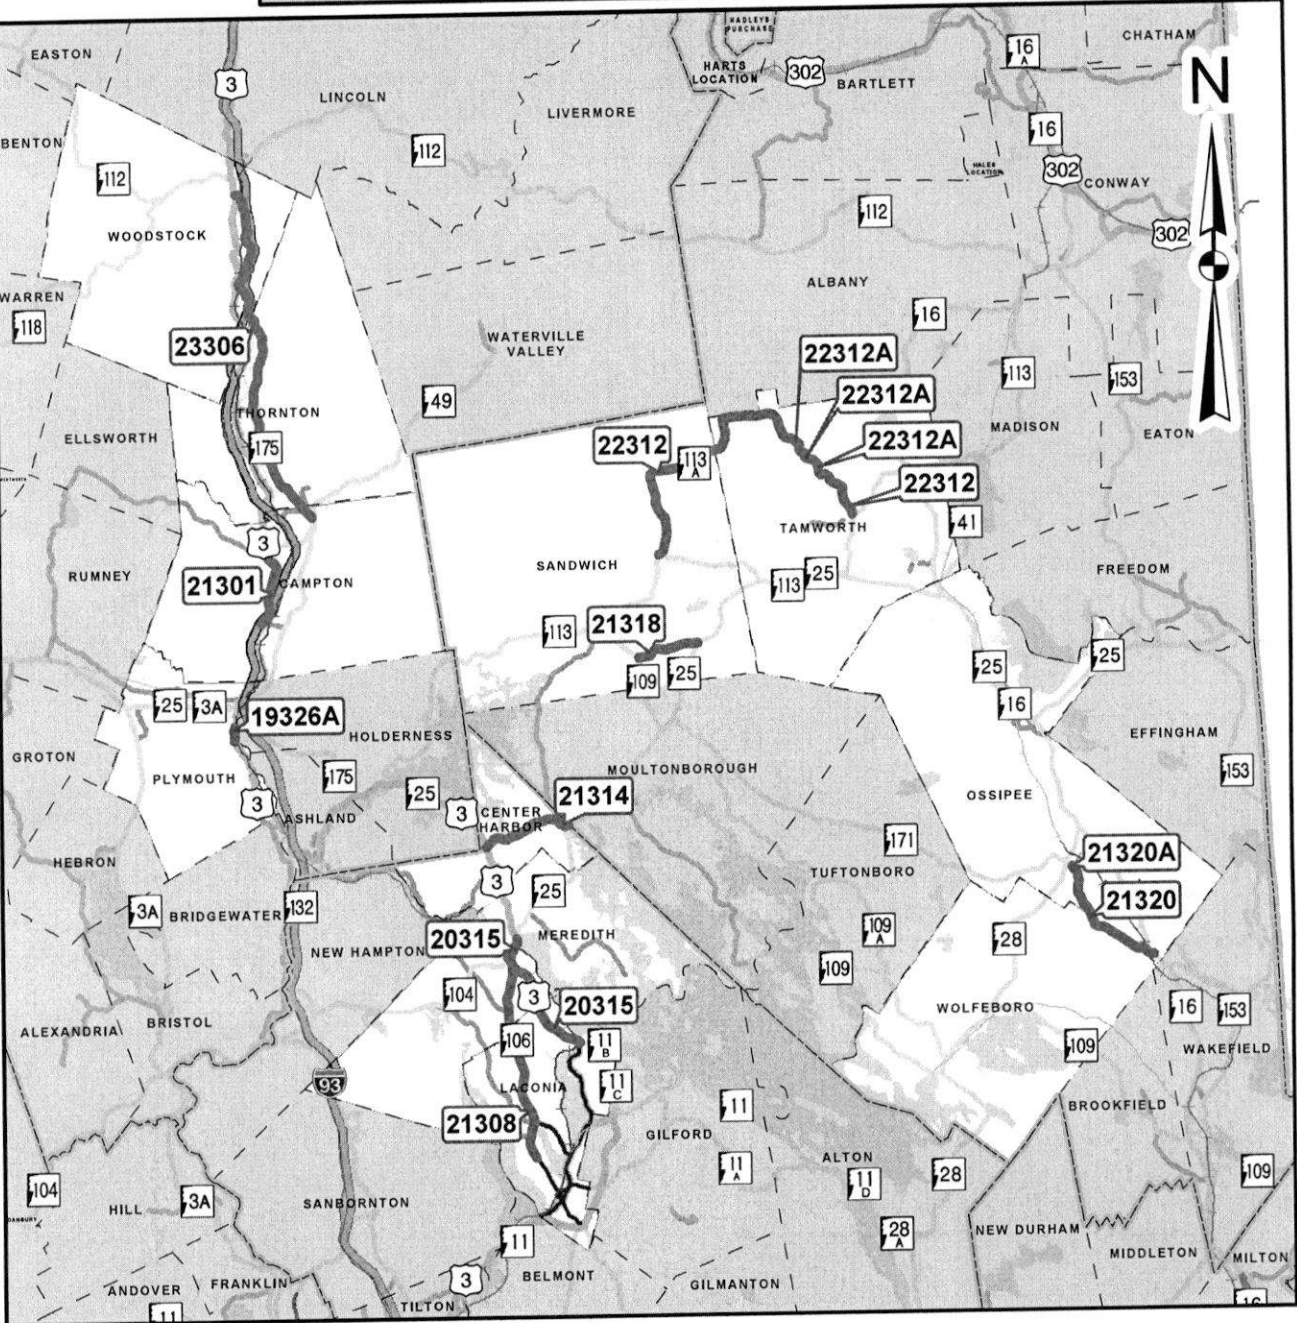 HADLEYS
PURCHASE
CHATHAM
EASTON
3
HARTS
LOCATION
302
BARTLETT
16
A
N
LINCOLN
LIVERMORE
BENTON
112
112
16
HALES
LOCATION
302
CONWAY
112
WOODSTOCK
302
WARREN
118
ALBANY
16
23306
WATERVILLE
VALLEY
22312A
22312A
113
153
49
THORNTON
ELLSWORTH
175
22312
113
A
22312A
MADISON
EATON
22312
TAMWORTH
41
3
RUMNEY
21301
CAMPTON
SANDWICH
113
25
FREEDOM
113
21318
109
25
25
25
16
25
3A
19326A
HOLDERNESS
EFFINGHAM
GROTON
PLYMOUTH
175
25
MOULTONBOROUGH
153
3
ASHLAND
3
CENTER
HARBOR
21314
OSSIPEE
171
HEBRON
3
25
TUFTONBORO
21320A
21320
3A
BRIDGEWATER
132
NEW HAMPTON
20315
MEREDITH
109
A
28
109
104
3
20315
WOLFEBORO
16
153
ALEXANDRIA
BRISTOL
106
11
B
109
WAKEFIELD
93
LACONIA
11
C
11
BROOKFIELD
21308
GILFORD
ALTON
104
3A
HILL
SANBORNTON
11
A
11
D
28
109
DANBURY
11
28
A
NEW DURHAM
MIDDLETON
MILTON
ANDOVER
FRANKLIN
3
BELMONT
GILMANTON
TILTON
11
16